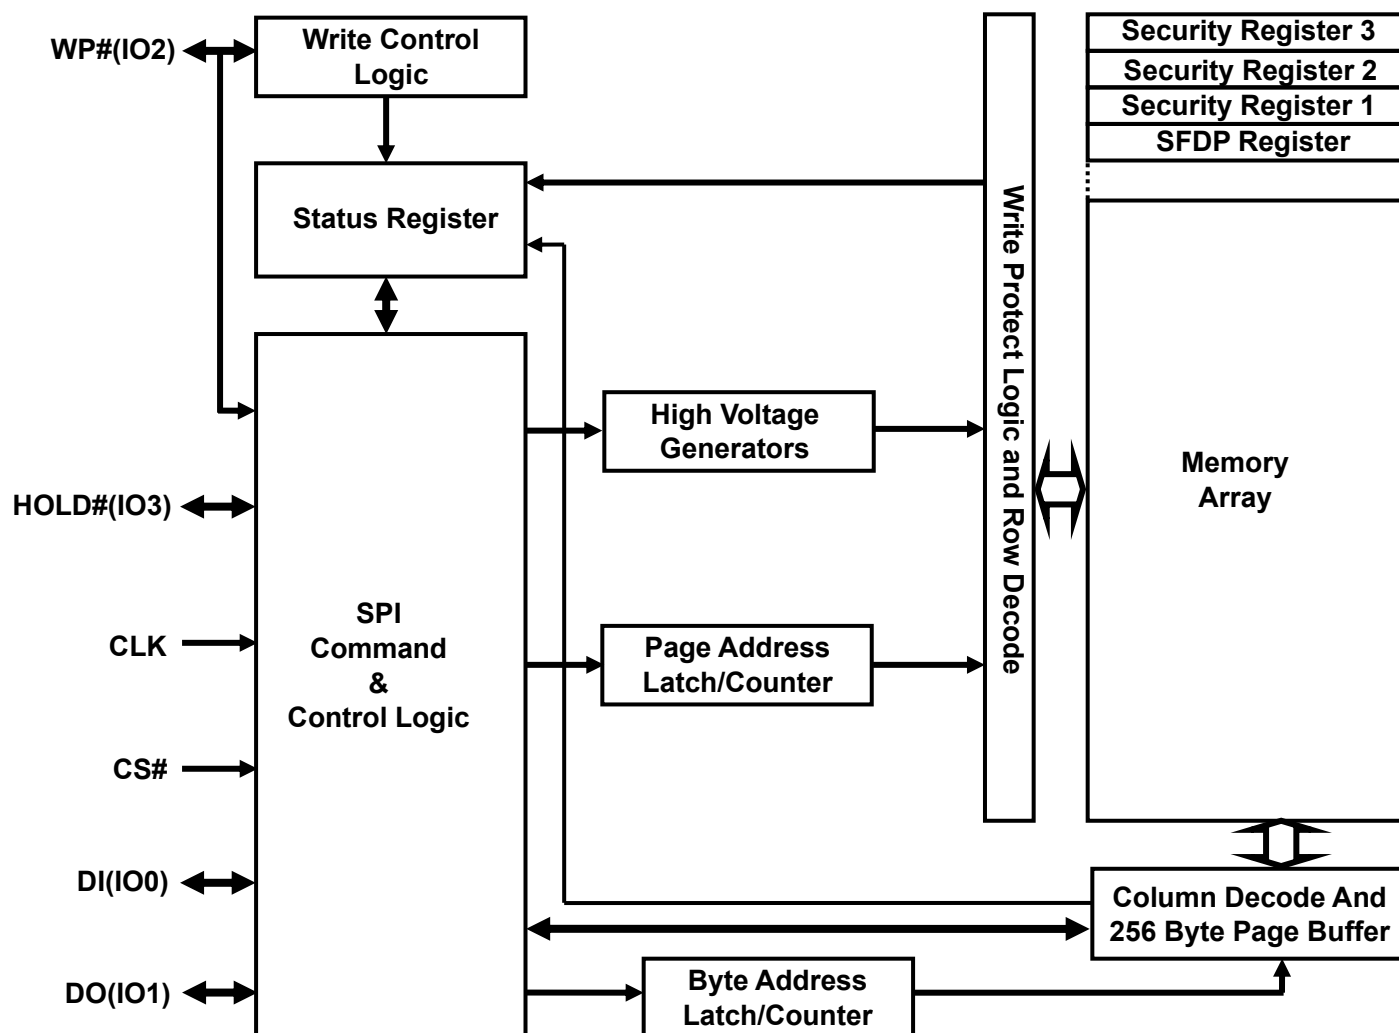 WP#(IO2)
Write Control
Logic
Security Register 3
Security Register 2
Security Register 1
SFDP Register
Status Register
Write Protect Logic and Row Decode
High Voltage
Generators
Memory
Array
HOLD#(IO3)
SPI
Command
&
Control Logic
CLK
Page Address
Latch/Counter
CS#
DI(IO0)
Column Decode And
256 Byte Page Buffer
DO(IO1)
Byte Address
Latch/Counter